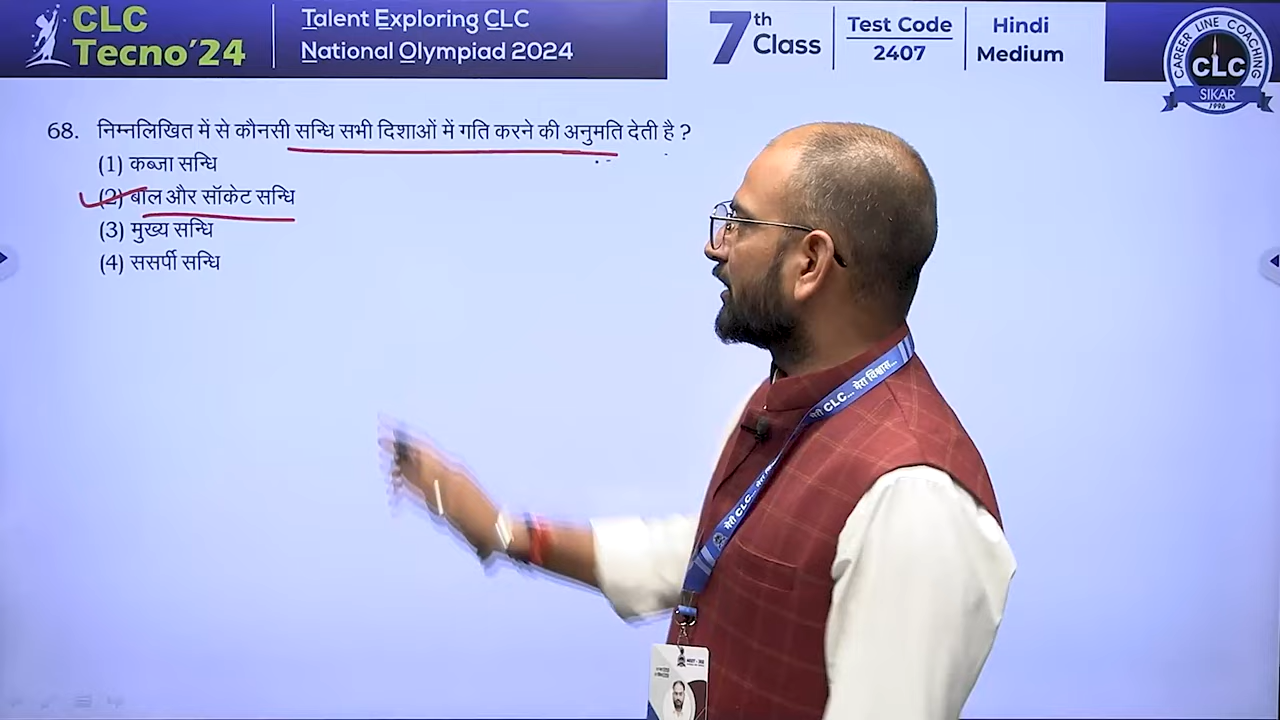 CLC
Tecno'24
Talent Exploring CLC
National Olympiad 2024
7th Class
Test Code
2407
Hindi
Medium
CAREER LINE COACHING
CLC
SIKAR
1996
68. निम्नलिखित में से कौनसी सन्धि सभी दिशाओं में गति करने की अनुमति देती है ?
(1) कब्जा सन्धि
(2) बाल और सॉकेट सन्धि
(3) मुख्य सन्धि
(4) ससर्पी सन्धि
मेरी CLC... मेरा विश्वास...
मेरी CLC...